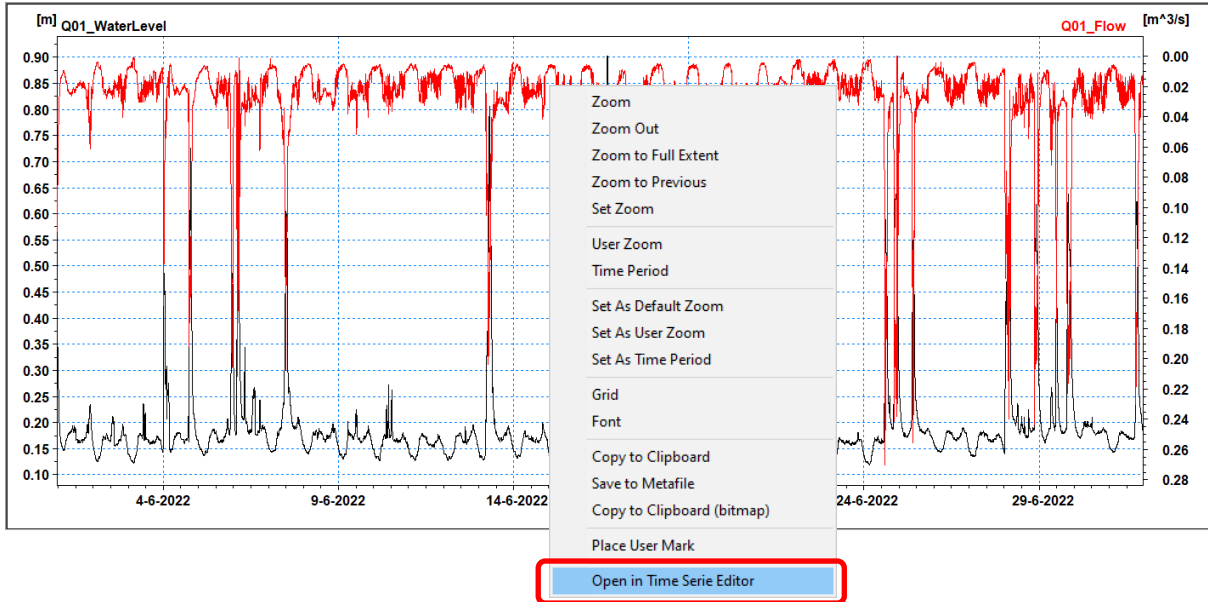 [m] Q01_WaterLevel Q01_Flow [m^3/s]
0.90 0.00
0.85 0.02
0.80 0.04
0.75 0.06
0.70 0.08
0.65 0.10
0.60 0.12
0.55 0.14
0.50 0.16
0.45 0.18
0.40 0.20
0.35 0.22
0.30 0.24
0.25 0.26
0.20 0.28
0.15
0.10
4-6-2022 9-6-2022 14-6-2022 24-6-2022 29-6-2022
Zoom
Zoom Out
Zoom to Full Extent
Zoom to Previous
Set Zoom
User Zoom
Time Period
Set As Default Zoom
Set As User Zoom
Set As Time Period
Grid
Font
Copy to Clipboard
Save to Metafile
Copy to Clipboard (bitmap)
Place User Mark
Open in Time Serie Editor